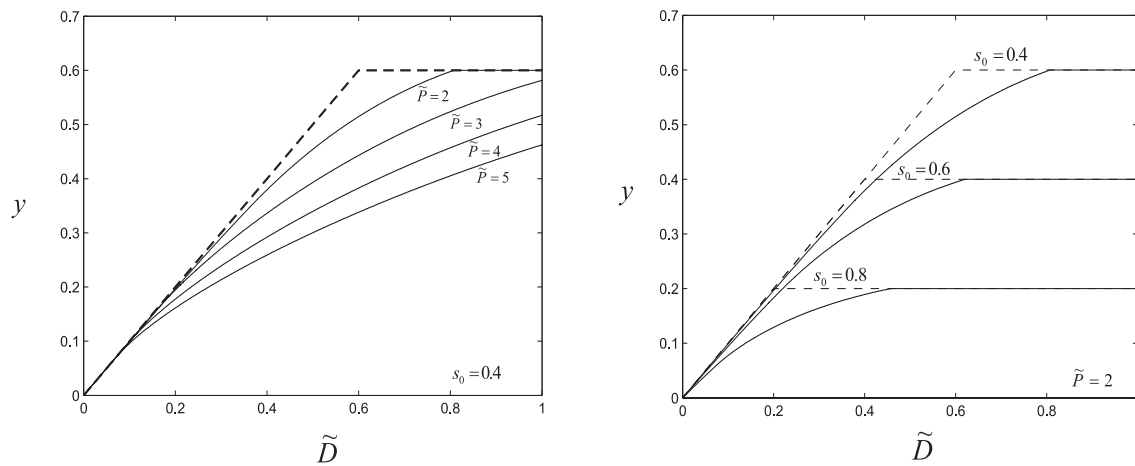 0.7
0.6
0.5
0.4
0.3
0.2
0.1
0
y
P̃ = 2
P̃ = 3
P̃ = 4
P̃ = 5
s₀ = 0.4
0 0.2 0.4 0.6 0.8 1
D̃
0.7
0.6
0.5
0.4
0.3
0.2
0.1
0
y
s₀ = 0.4
s₀ = 0.6
s₀ = 0.8
P̃ = 2
0 0.2 0.4 0.6 0.8
D̃